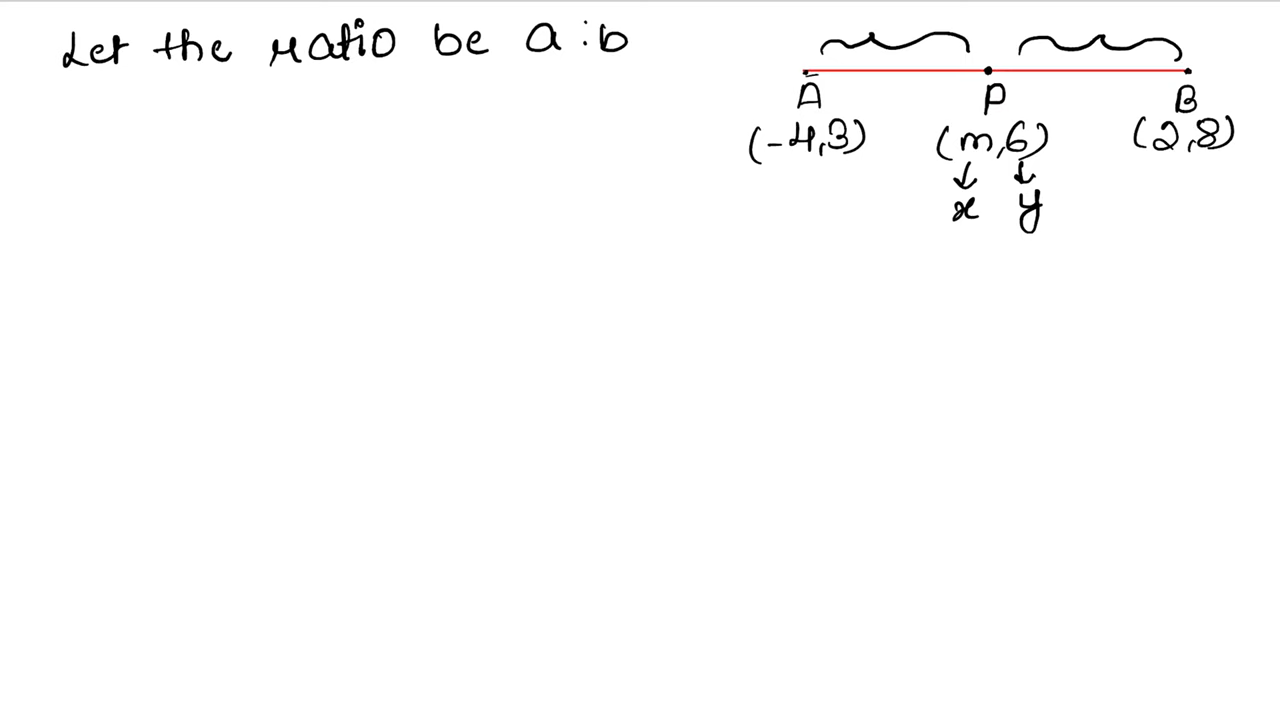 Let the ratio be a:b
A P B
(-4,3) (m,6) (2,8)
↓ ↓
x y